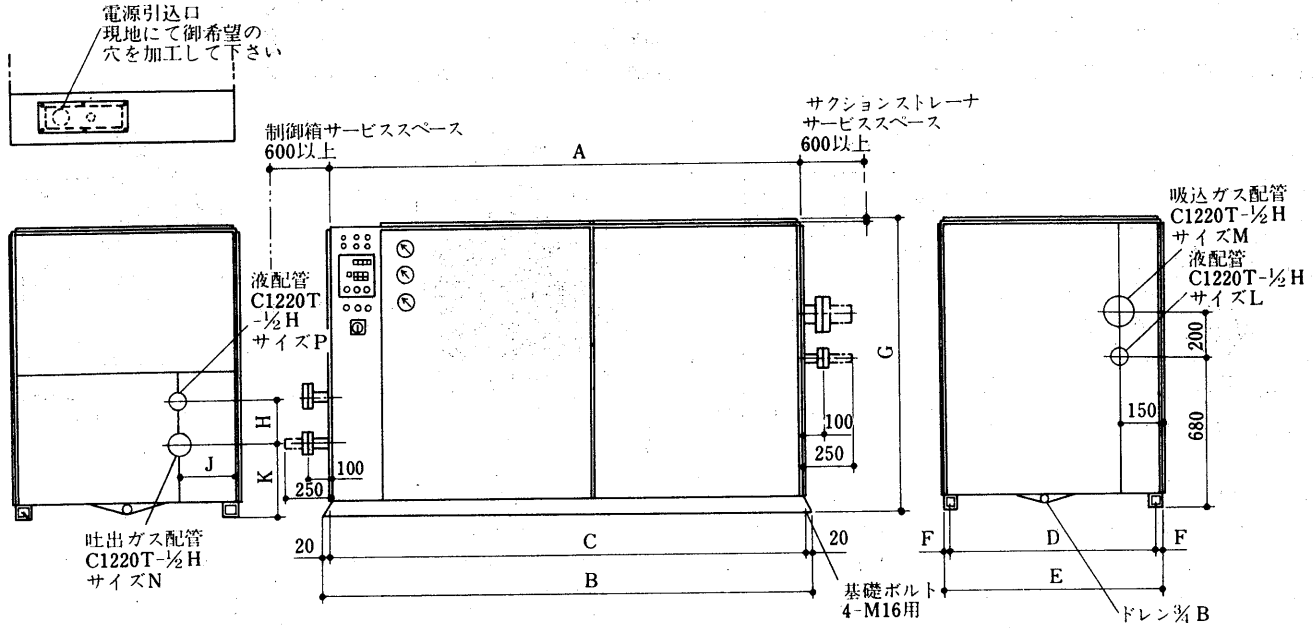 電源引込口
現地にて御希望の
穴を加工して下さい
制御箱サービススペース
600以上
A
サクションストレーナ
サービススペース
600以上
吸込ガス配管
C1220T-½H
サイズM
液配管
C1220T-½H
サイズL
液配管
C1220T
-½H
サイズP
G
200
150
680
H
J
K
100
250
100
250
吐出ガス配管
C1220T-½H
サイズN
20
C
20
B
基礎ボルト
4-M16用
F
D
F
E
ドレン¾B